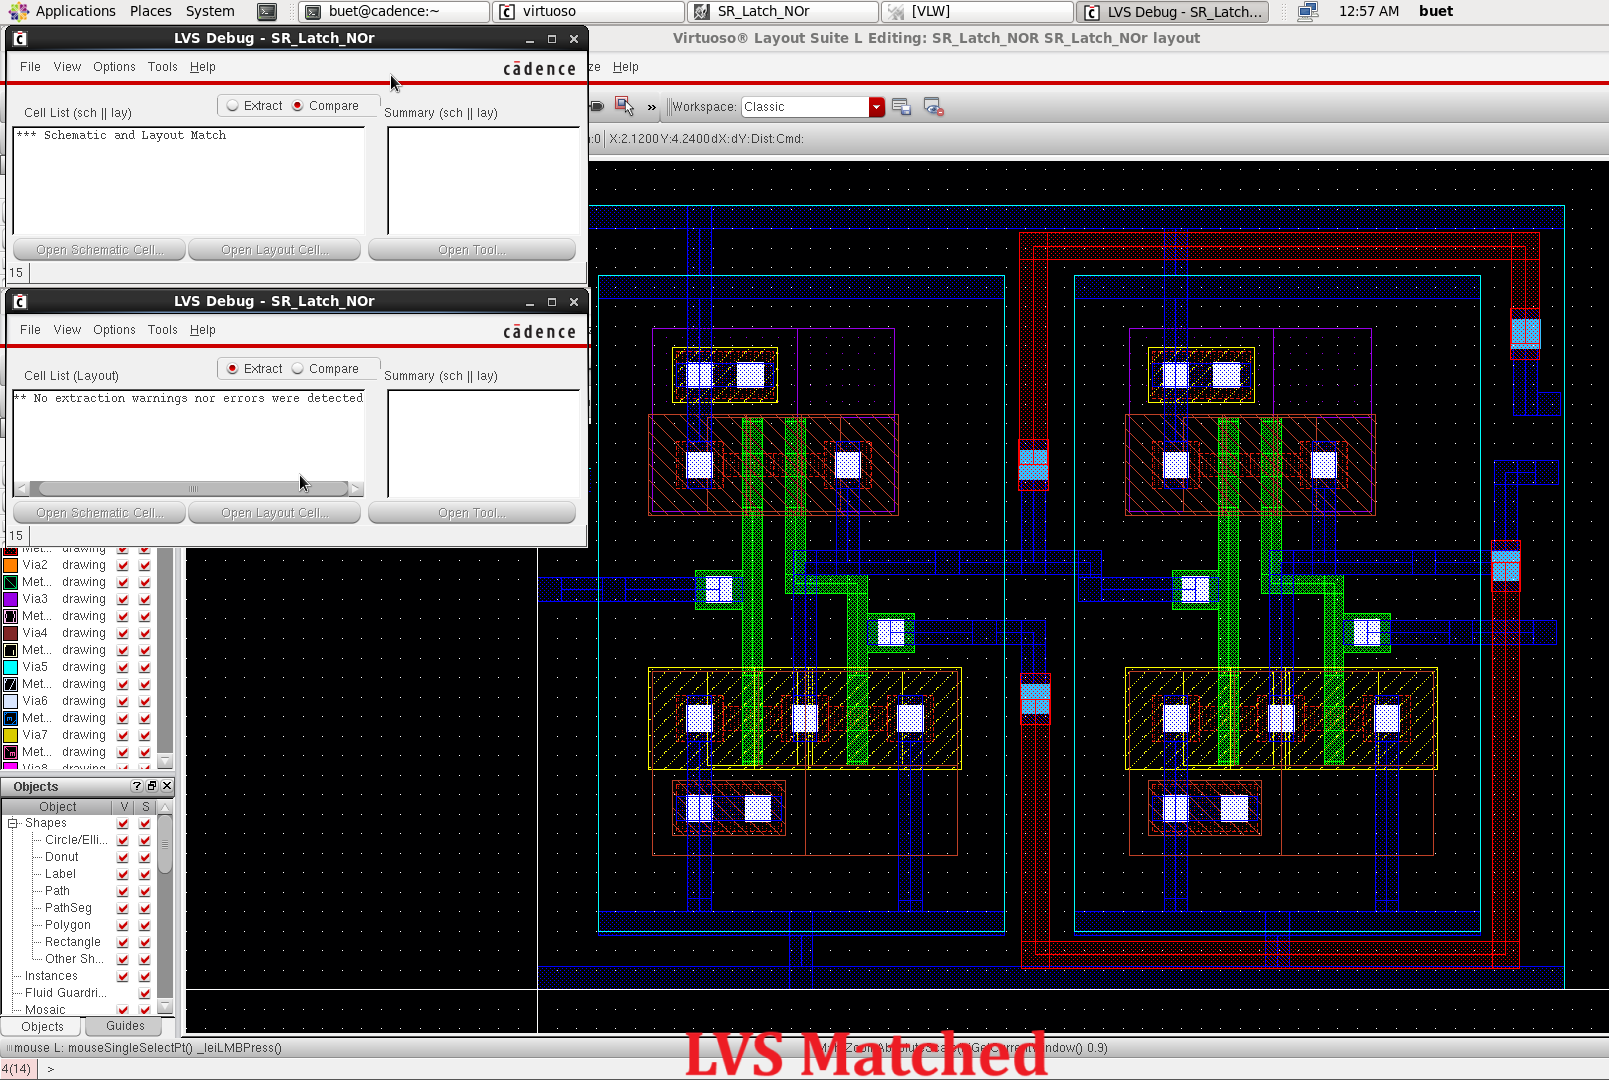 Applications Places System buet@cadence:~ virtuoso SR_Latch_NOr [VLW] LVS Debug - SR_Latch... 12:57 AM buet
LVS Debug - SR_Latch_NOr
Virtuoso® Layout Suite L Editing: SR_Latch_NOR SR_Latch_NOr layout
File View Options Tools Help
cādence
ze Help
Extract Compare
Cell List (sch || lay)
Summary (sch || lay)
» Workspace: Classic
*** Schematic and Layout Match
:0 X:2.1200 Y:4.2400 dX: dY: Dist: Cmd:
Open Schematic Cell... Open Layout Cell... Open Tool...
15
LVS Debug - SR_Latch_NOr
File View Options Tools Help
cādence
Extract Compare
Cell List (Layout)
Summary (sch || lay)
** No extraction warnings nor errors were detected
Open Schematic Cell... Open Layout Cell... Open Tool...
15
Met... drawing
Via2 drawing
Met... drawing
Via3 drawing
Met... drawing
Via4 drawing
Met... drawing
Via5 drawing
Met... drawing
Via6 drawing
Met... drawing
Via7 drawing
Met... drawing
Via8 drawing
Objects
Object V S
Shapes
Circle/Elli...
Donut
Label
Path
PathSeg
Polygon
Rectangle
Other Sh...
Instances
Fluid Guardri...
Mosaic
Objects Guides
mouse L: mouseSingleSelectPt() _leiLMBPress()
0.9)
LVS Matched
4(14) >